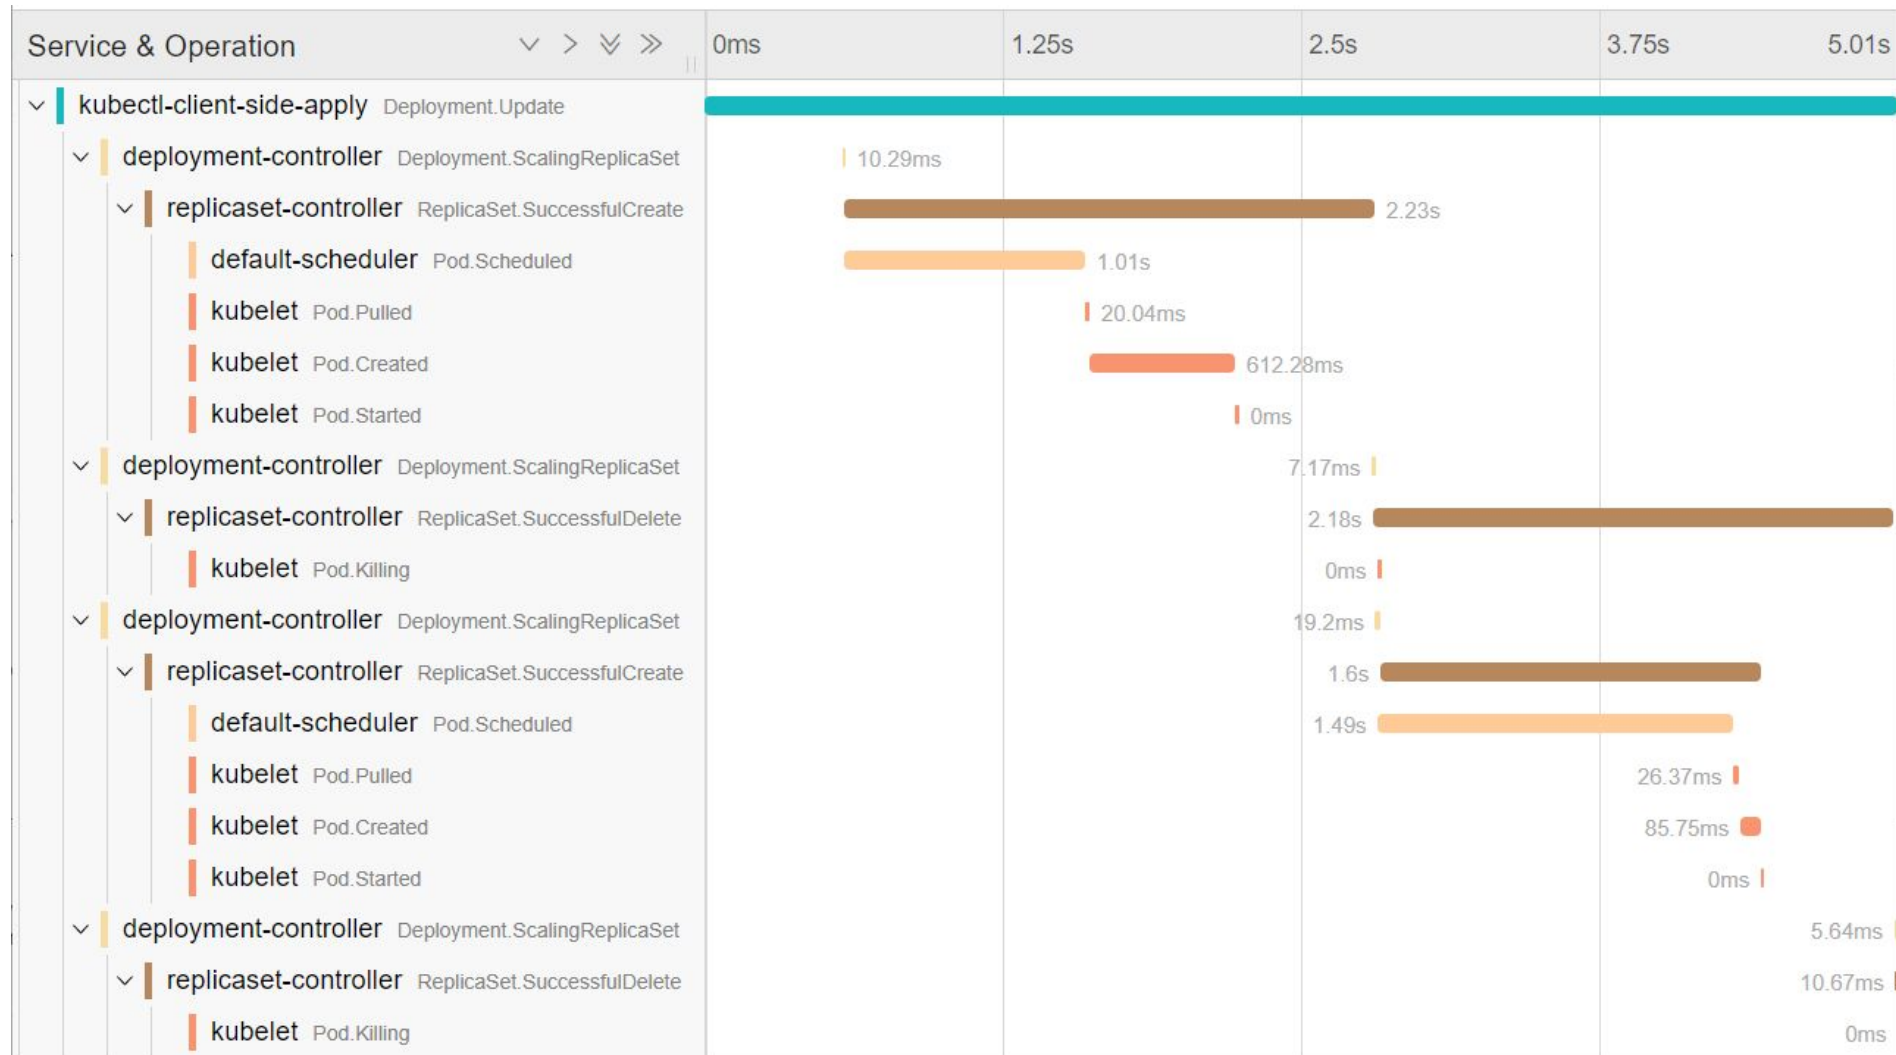 Service & Operation 0ms 1.25s 2.5s 3.75s 5.01s
kubectl-client-side-apply Deployment.Update
deployment-controller Deployment.ScalingReplicaSet 10.29ms
replicaset-controller ReplicaSet.SuccessfulCreate 2.23s
default-scheduler Pod.Scheduled 1.01s
kubelet Pod.Pulled 20.04ms
kubelet Pod.Created 612.28ms
kubelet Pod.Started 0ms
deployment-controller Deployment.ScalingReplicaSet 7.17ms
replicaset-controller ReplicaSet.SuccessfulDelete 2.18s
kubelet Pod.Killing 0ms
deployment-controller Deployment.ScalingReplicaSet 19.2ms
replicaset-controller ReplicaSet.SuccessfulCreate 1.6s
default-scheduler Pod.Scheduled 1.49s
kubelet Pod.Pulled 26.37ms
kubelet Pod.Created 85.75ms
kubelet Pod.Started 0ms
deployment-controller Deployment.ScalingReplicaSet 5.64ms
replicaset-controller ReplicaSet.SuccessfulDelete 10.67ms
kubelet Pod.Killing 0ms